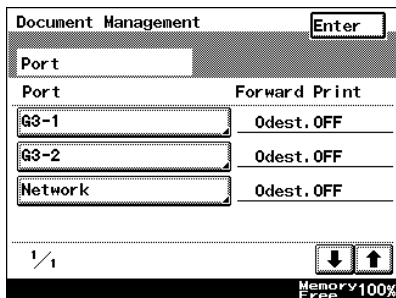 Document Management Enter
Port
Port Forward Print
G3-1 0dest. OFF
G3-2 0dest. OFF
Network 0dest. OFF
1/1
Memory 100%
Free